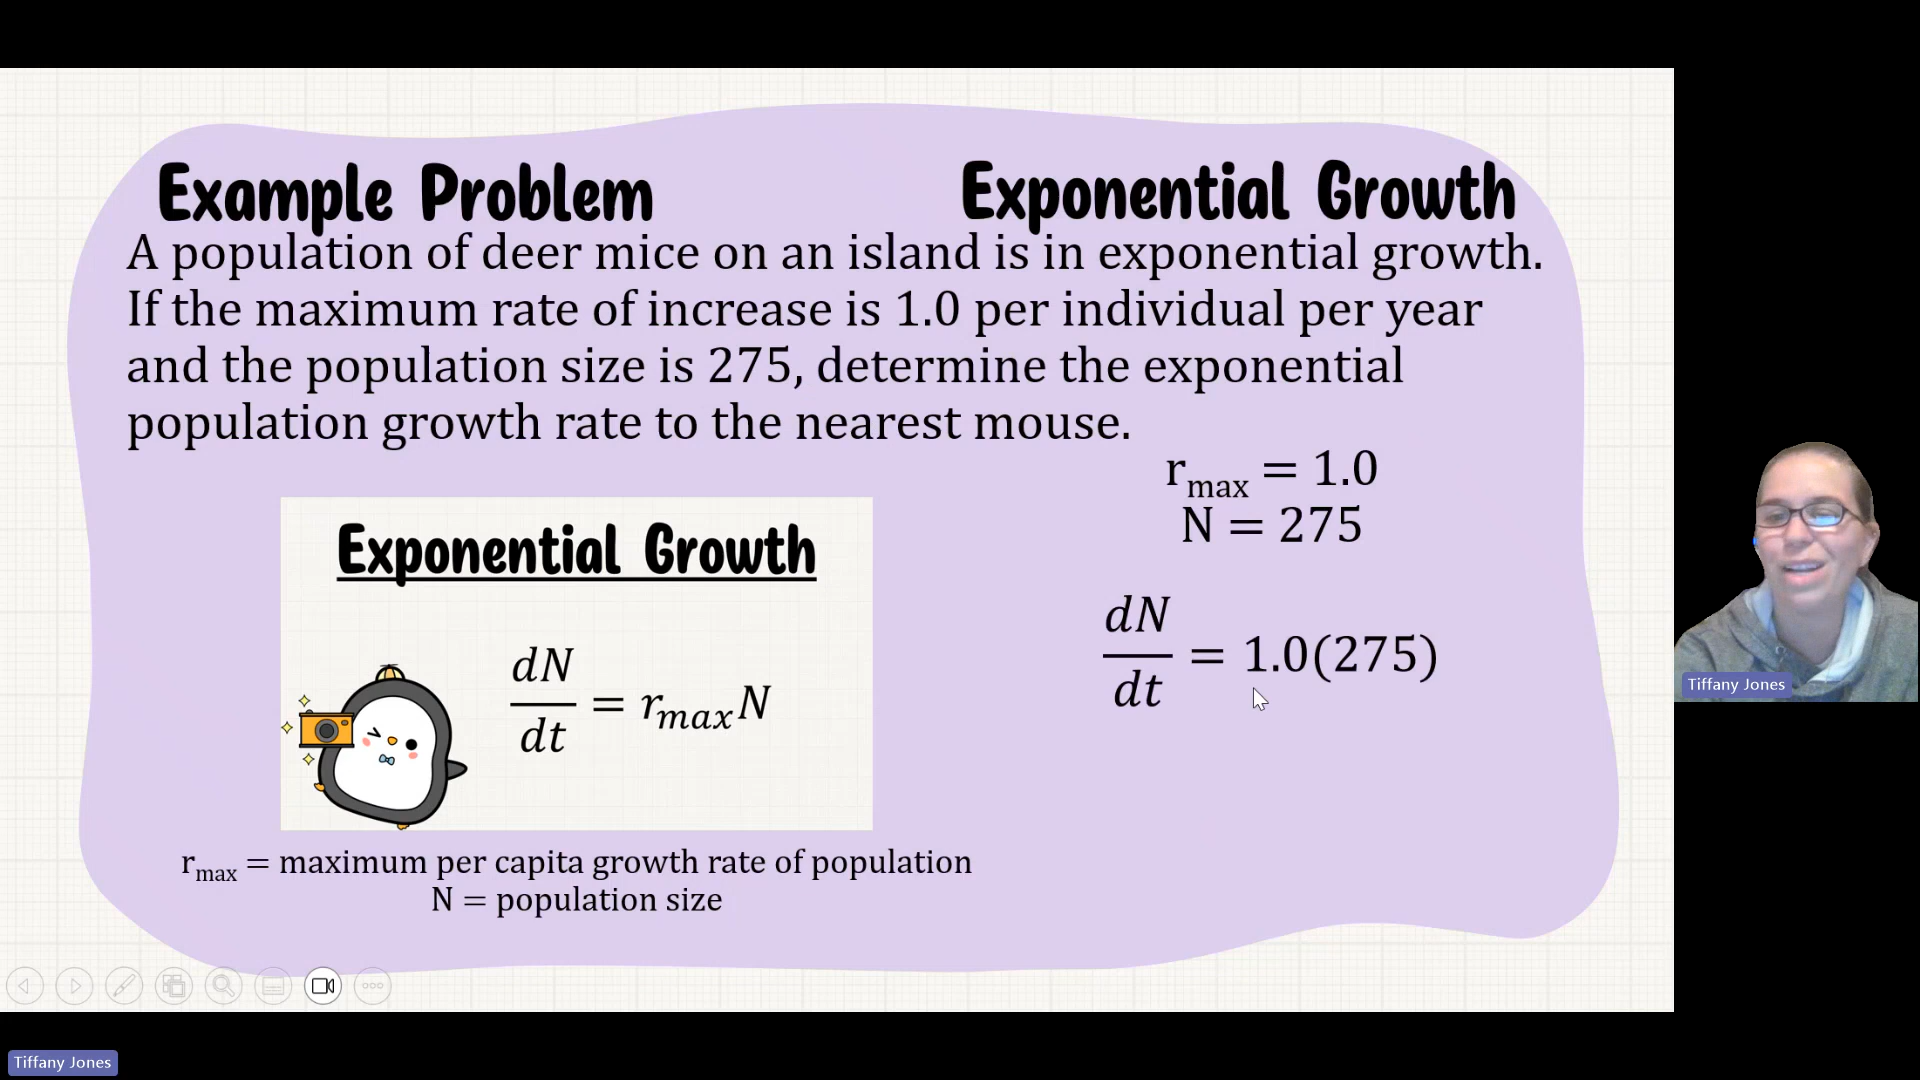 Example Problem
Exponential Growth
A population of deer mice on an island is in exponential growth.
If the maximum rate of increase is 1.0 per individual per year
and the population size is 275, determine the exponential
population growth rate to the nearest mouse.
r_max = 1.0
N = 275
dN/dt = 1.0(275)
Exponential Growth
dN/dt = r_max N
r_max = maximum per capita growth rate of population
N = population size
Tiffany Jones
Tiffany Jones